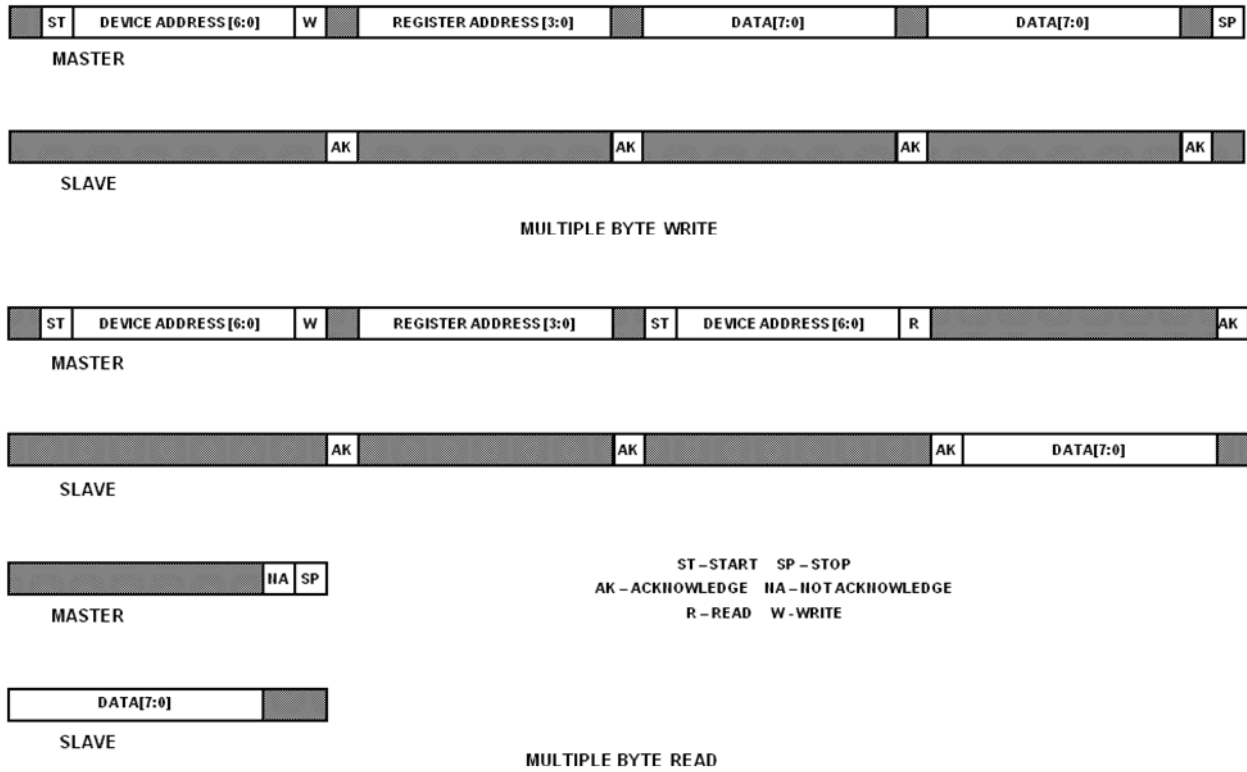 ST DEVICE ADDRESS [6:0] W REGISTER ADDRESS [3:0] DATA[7:0] DATA[7:0] SP
MASTER
AK AK AK AK
SLAVE
MULTIPLE BYTE WRITE
ST DEVICE ADDRESS [6:0] W REGISTER ADDRESS [3:0] ST DEVICE ADDRESS [6:0] R AK
MASTER
AK AK AK DATA[7:0]
SLAVE
NA SP
MASTER
ST – START SP – STOP
AK – ACKNOWLEDGE NA – NOT ACKNOWLEDGE
R – READ W - WRITE
DATA[7:0]
SLAVE
MULTIPLE BYTE READ